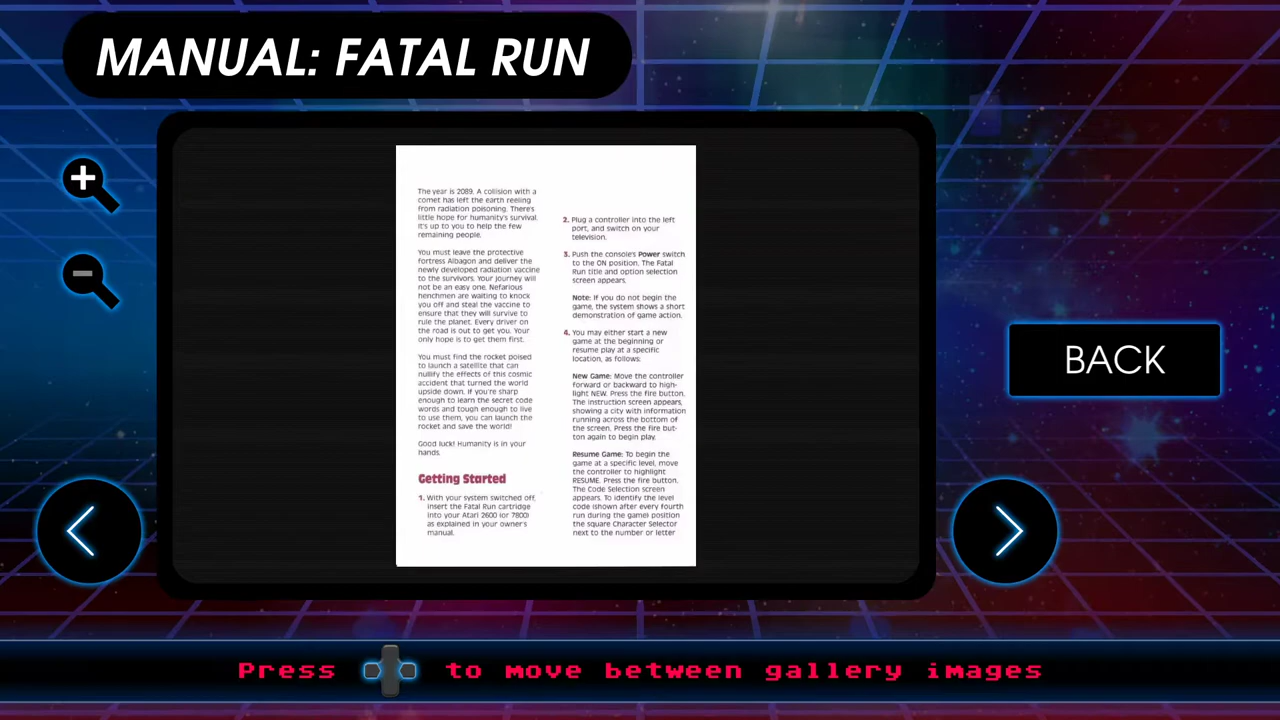 MANUAL: FATAL RUN
The year is 2089. A collision with a
comet has left the earth reeling
from radiation poisoning. There's
little hope for humanity's survival.
It's up to you to help the few
remaining people.
You must leave the protective
fortress Albagon and deliver the
newly developed radiation vaccine
to the survivors. Your journey will
not be an easy one. Nefarious
henchmen are waiting to knock
you off and steal the vaccine to
ensure that they will survive to
rule the planet. Every driver on
the road is out to get you. Your
only hope is to get them first.
You must find the rocket poised
to launch a satellite that can
nullify the effects of this cosmic
accident that turned the world
upside down. If you're sharp
enough to learn the secret code
words and tough enough to live
to use them, you can launch the
rocket and save the world!
Good luck! Humanity is in your
hands.
Getting Started
1. With your system switched off,
insert the Fatal Run cartridge
into your Atari 2600 (or 7800)
as explained in your owner's
manual.
2. Plug a controller into the left
port, and switch on your
television.
3. Push the console's Power switch
to the ON position. The Fatal
Run title and option selection
screen appears.
Note: If you do not begin the
game, the system shows a short
demonstration of game action.
4. You may either start a new
game at the beginning or
resume play at a specific
location, as follows:
New Game: Move the controller
forward or backward to high-
light NEW. Press the fire button.
The instruction screen appears,
showing a city with information
running across the bottom of
the screen. Press the fire but-
ton again to begin play.
Resume Game: To begin the
game at a specific level, move
the controller to highlight
RESUME. Press the fire button.
The Code Selection screen
appears. To identify the level
code (shown after every fourth
run during the game) position
the square Character Selector
next to the number or letter
BACK
Press to move between gallery images